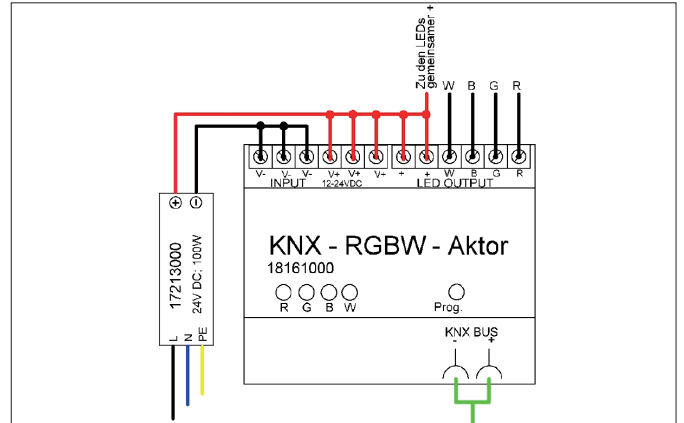 Zu den LEDs
gemeinsamer +
W B G R
V- V- V- V+ V+ V+ + + W B G R
INPUT 12-24VDC LED OUTPUT
+ -
17213000
24V DC; 100W
L N PE
KNX - RGBW - Aktor
18161000
R G B W
Prog.
KNX BUS
- +